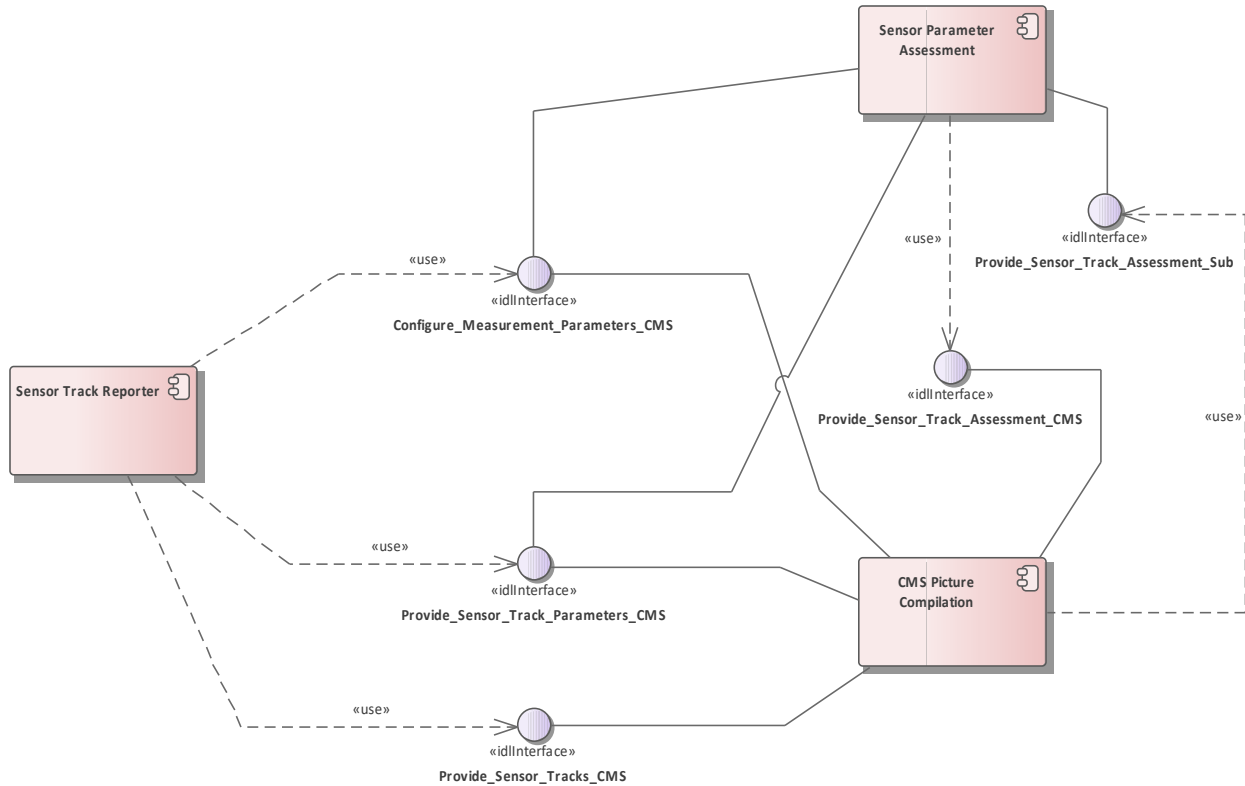 Sensor Parameter
Assessment
«use»
«idlInterface»
Provide_Sensor_Track_Assessment_Sub
«use»
«idlInterface»
Configure_Measurement_Parameters_CMS
Sensor Track Reporter
«idlInterface»
Provide_Sensor_Track_Assessment_CMS
«use»
«use»
«idlInterface»
Provide_Sensor_Track_Parameters_CMS
CMS Picture
Compilation
«use»
«idlInterface»
Provide_Sensor_Tracks_CMS